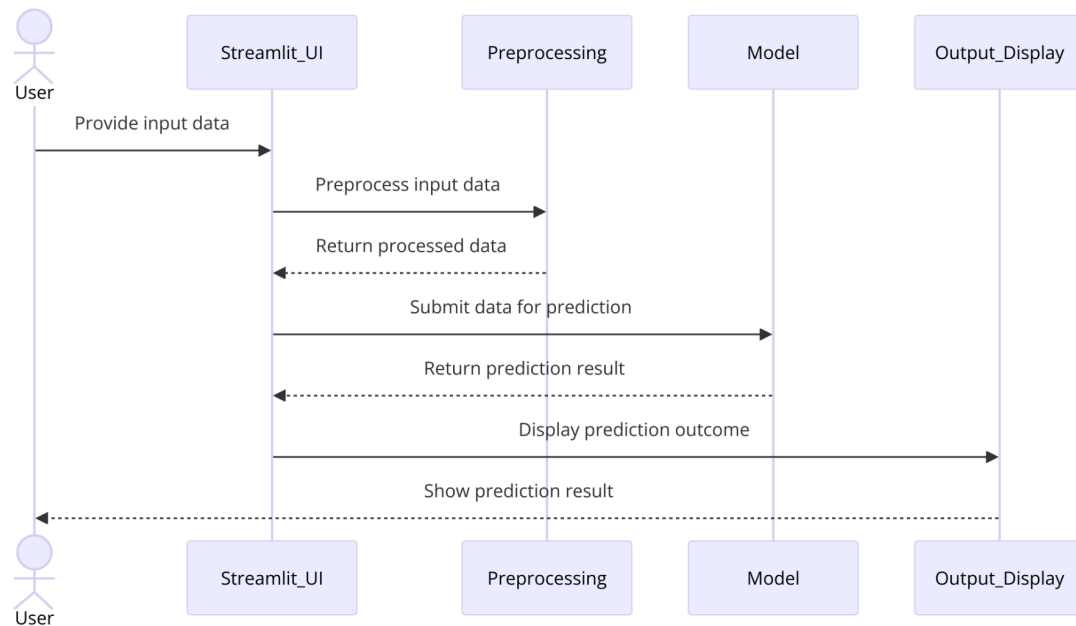 Streamlit_UI
Preprocessing
Model
Output_Display
User
Provide input data
Preprocess input data
Return processed data
Submit data for prediction
Return prediction result
Display prediction outcome
Show prediction result
Streamlit_UI
Preprocessing
Model
Output_Display
User